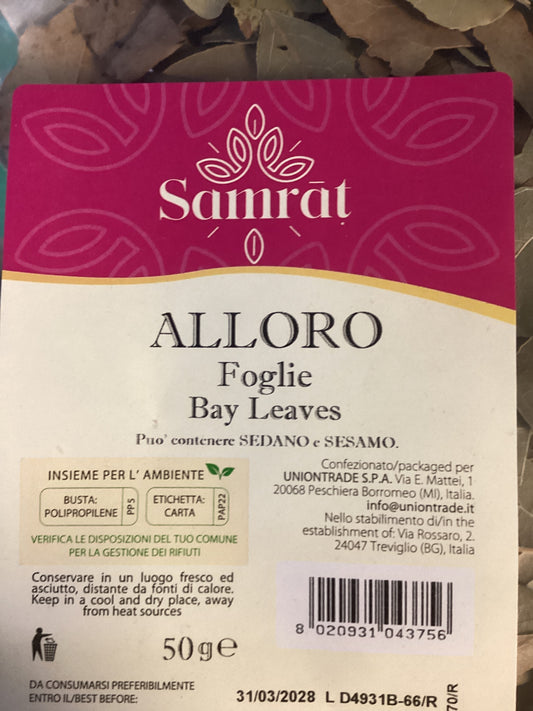 Samrāṭ
ALLORO
Foglie
Bay Leaves
Puo' contenere SEDANO e SESAMO.
INSIEME PER L' AMBIENTE
BUSTA:
POLIPROPILENE
PP5
ETICHETTA:
CARTA
PAP22
VERIFICA LE DISPOSIZIONI DEL TUO COMUNE
PER LA GESTIONE DEI RIFIUTI
Confezionato/packaged per
UNIONTRADE S.P.A. Via E. Mattei, 1
20068 Peschiera Borromeo (MI), Italia.
info@uniontrade.it
Nello stabilimento di/in the
establishment of: Via Rossaro, 2.
24047 Treviglio (BG), Italia
Conservare in un luogo fresco ed
asciutto, distante da fonti di calore.
Keep in a cool and dry place, away
from heat sources
8 020931 043756
50g℮
DA CONSUMARSI PREFERIBILMENTE
ENTRO IL/BEST BEFORE:
31/03/2028 L D4931B-66/R
70/R